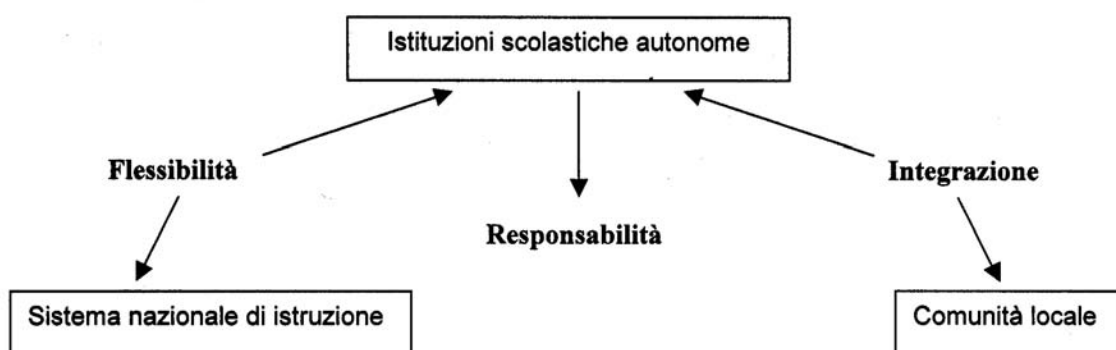 Istituzioni scolastiche autonome
Flessibilità
Integrazione
Responsabilità
Sistema nazionale di istruzione
Comunità locale